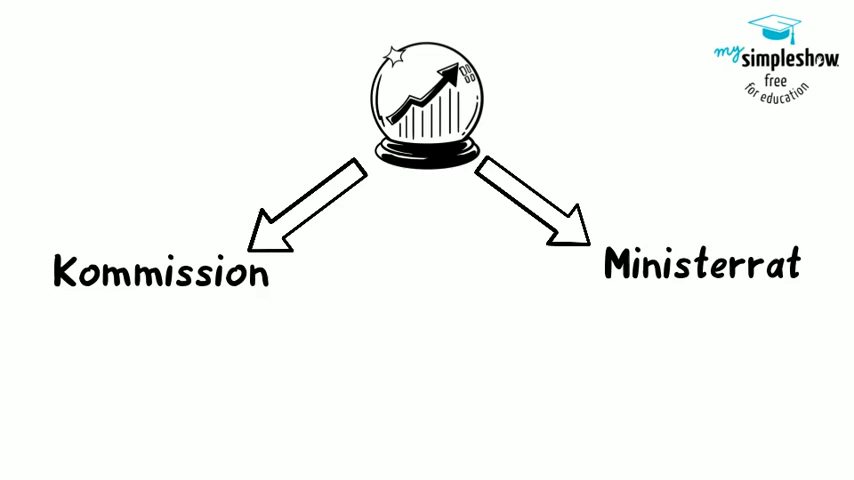 my
simpleshow
free
for education
Kommission
Ministerrat